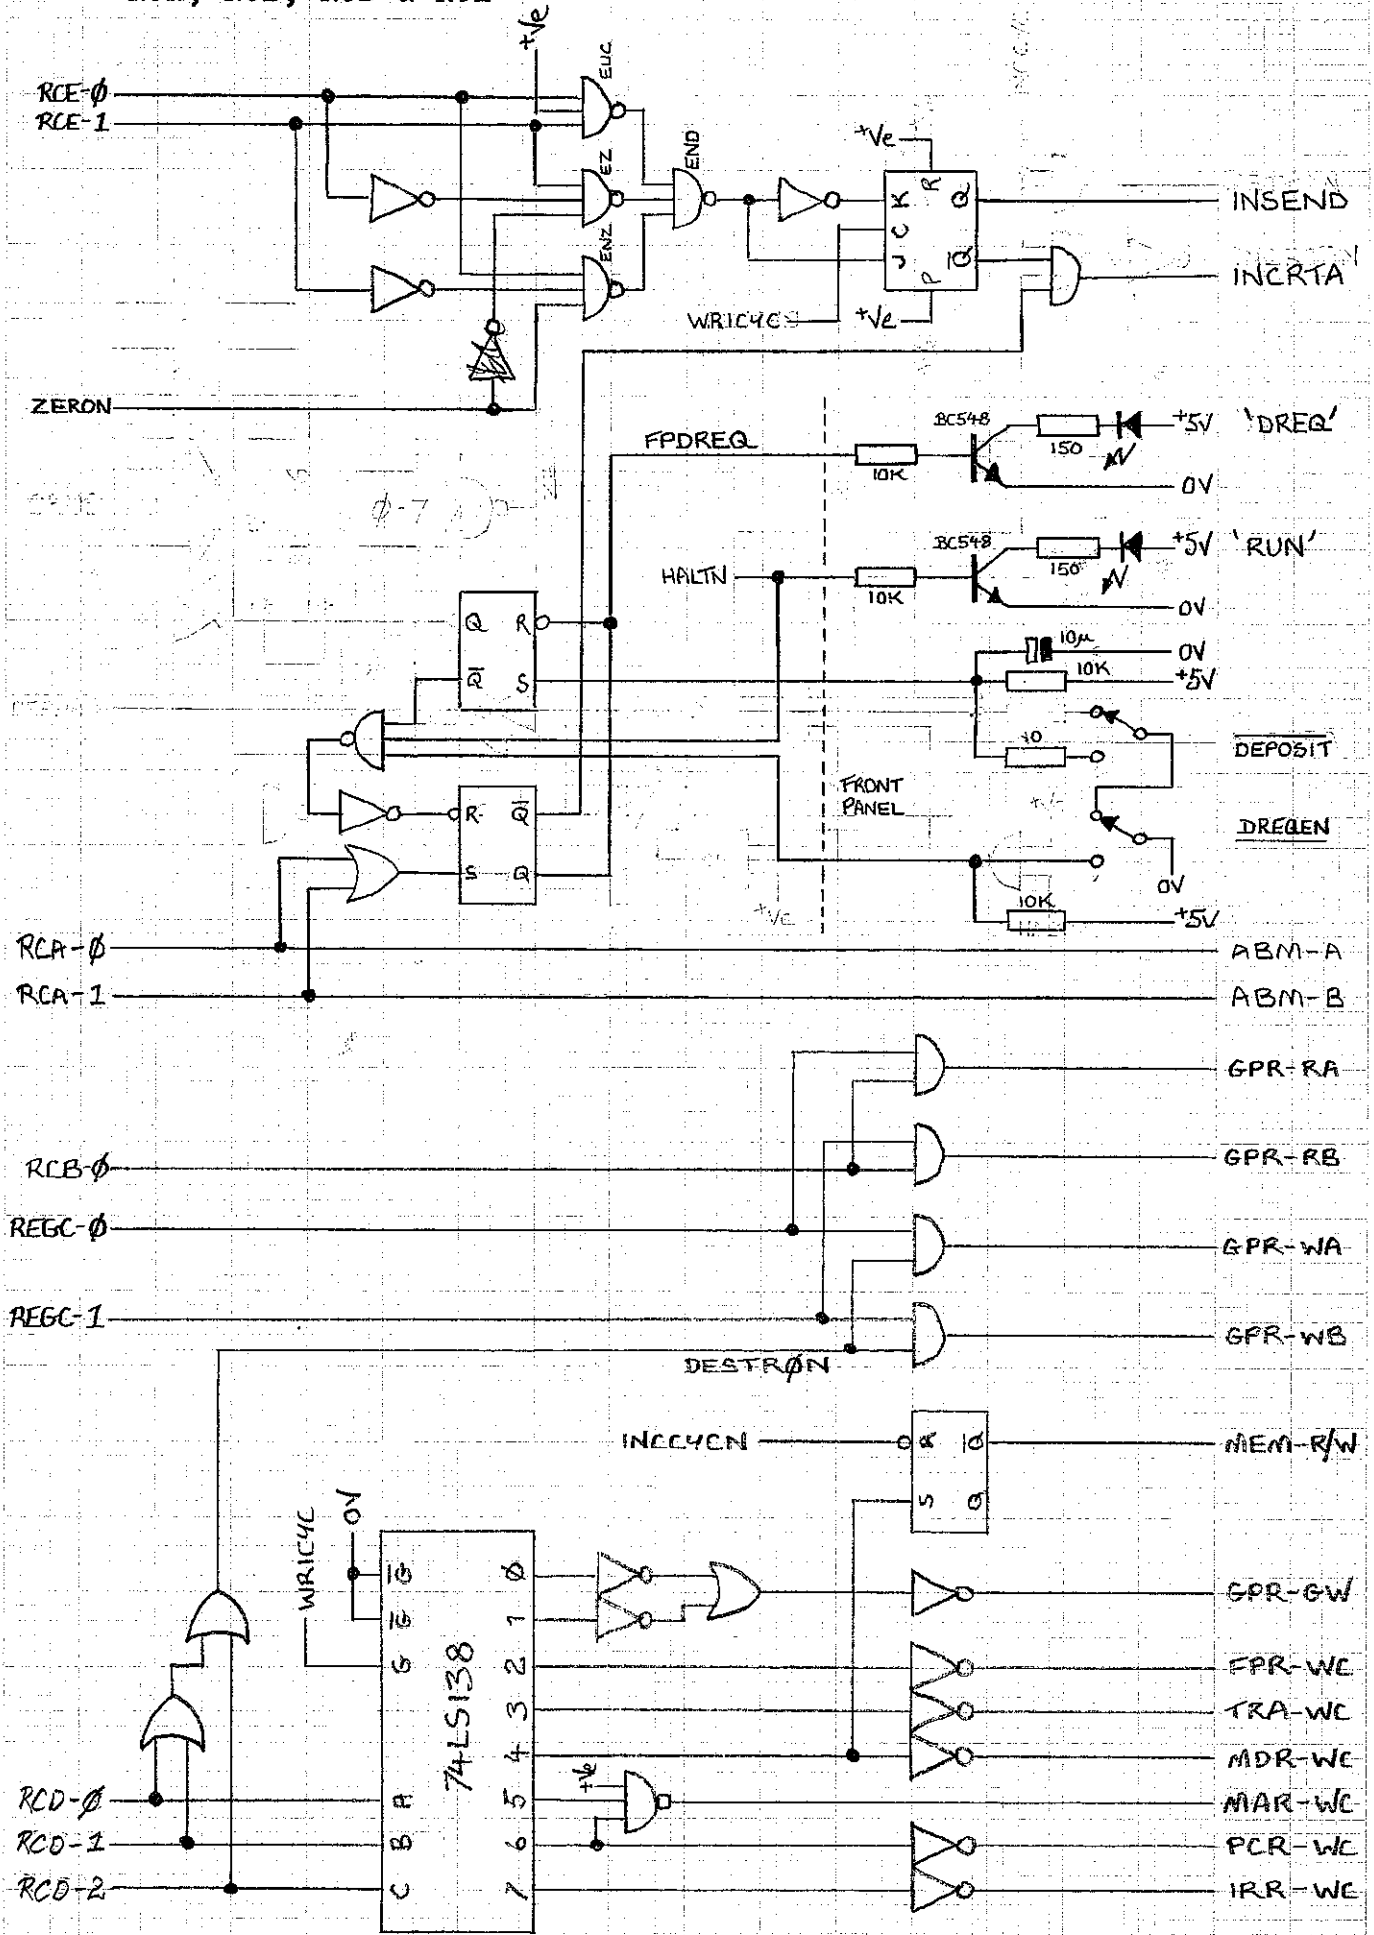 +Ve
EUC
RCE-Ø
RCE-1
EZ
END
ENZ
+Ve
K R Q
C
J P Q
INSEND
INCRTA
WRIC4C
+Ve
ZERON
FPDREQ
10K
BC548
150
+5V
'DREQ'
0V
HALTN
10K
BC548
150
+5V
'RUN'
0V
Q R
Q S
10µ
0V
10K
+5V
10
DEPOSIT
FRONT
PANEL
R Q
S Q
DREQEN
0V
10K
+5V
RCA-Ø
ABM-A
RCA-1
ABM-B
GPR-RA
RCB-Ø
GPR-RB
REGC-Ø
GPR-WA
REGC-1
GPR-WB
DESTRØN
INCC4CN
R Q
S Q
MEM-R/W
WRIC4C
0V
G
G
G
74LS138
Ø
1
2
3
4
5
6
7
A
B
C
GPR-GW
FPR-WC
TRA-WC
MDR-WC
+Ve
RCD-Ø
MAR-WC
RCD-1
PCR-WC
RCD-2
IRR-WC